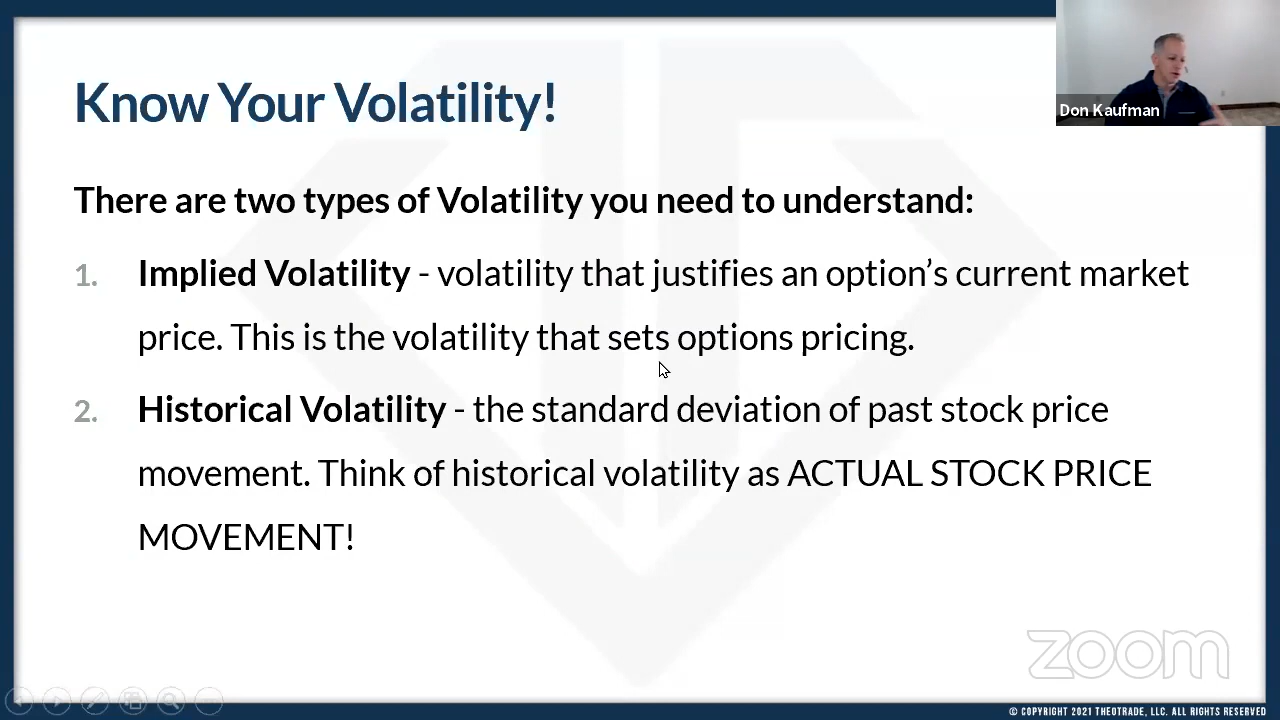 Know Your Volatility!
Don Kaufman
There are two types of Volatility you need to understand:
1. Implied Volatility - volatility that justifies an option’s current market
price. This is the volatility that sets options pricing.
2. Historical Volatility - the standard deviation of past stock price
movement. Think of historical volatility as ACTUAL STOCK PRICE
MOVEMENT!
zoom
© COPYRIGHT 2021 THEOTRADE, LLC. ALL RIGHTS RESERVED